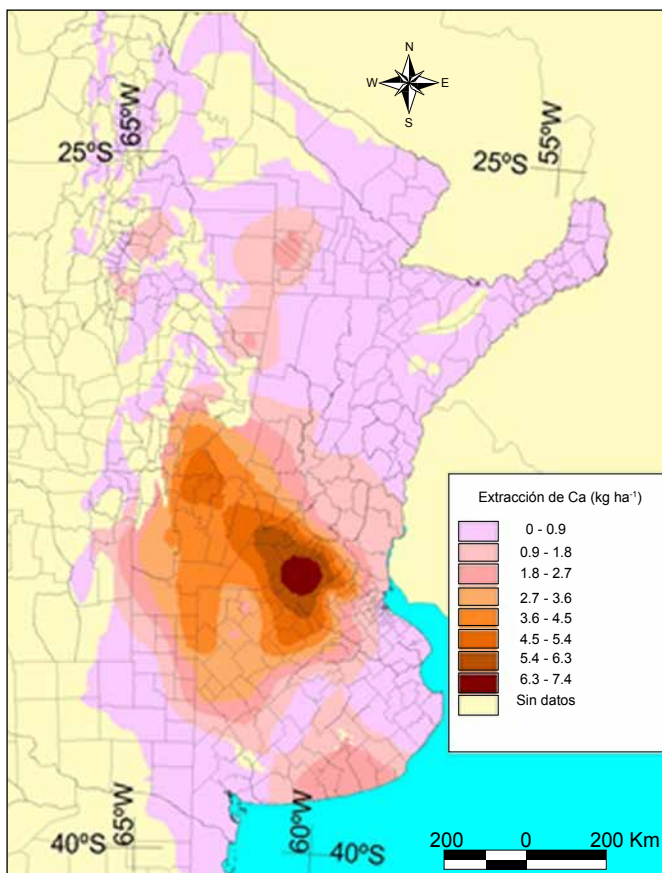 N
W E
S
65ºW
25ºS
55ºW
25ºS
Extracción de Ca (kg ha-1)
0 - 0.9
0.9 - 1.8
1.8 - 2.7
2.7 - 3.6
3.6 - 4.5
4.5 - 5.4
5.4 - 6.3
6.3 - 7.4
Sin datos
65ºW
40ºS
60ºW
40ºS
200 0 200 Km